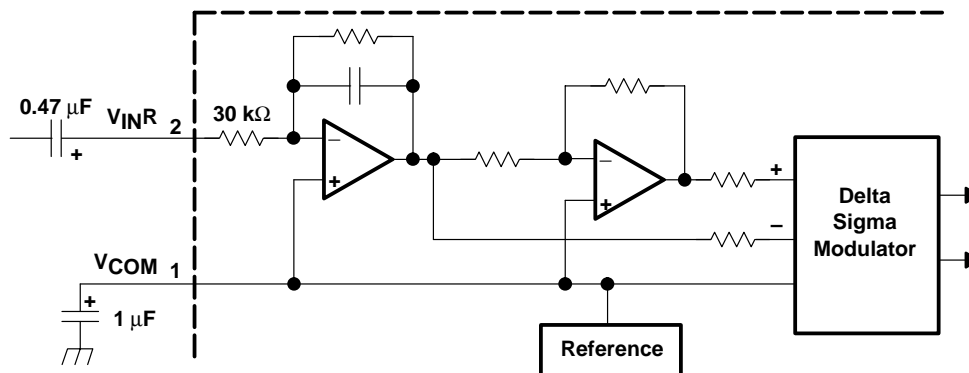 0.47 μF
VINR 2
30 kΩ
+
−
+
−
+
+
−
Delta
Sigma
Modulator
VCOM 1
+
1 μF
Reference